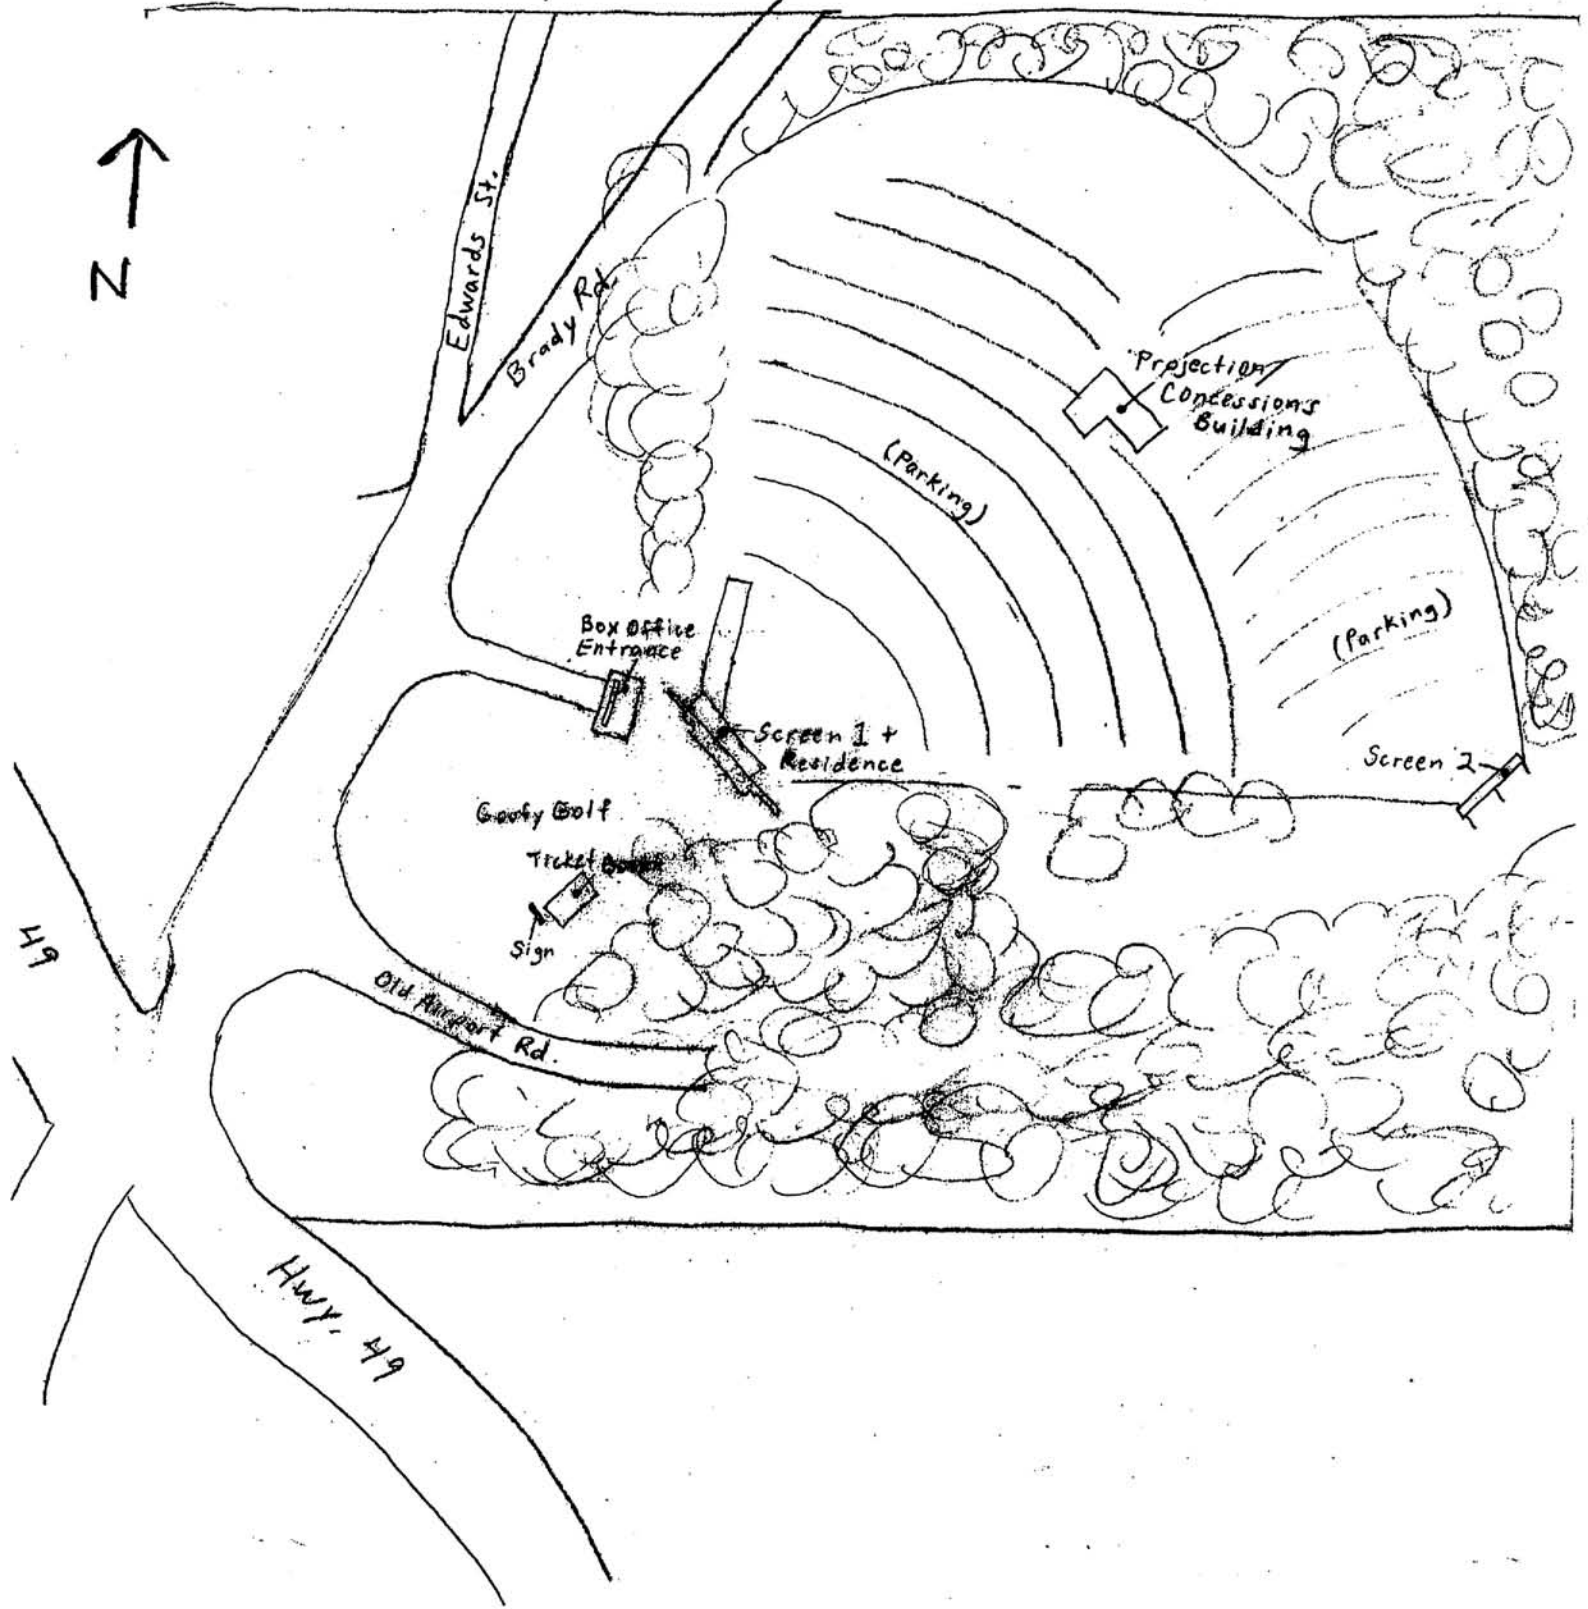 N
Edwards St.
Brady Rd.
Projection/
Concessions
Building
(Parking)
(Parking)
Box Office
Entrance
Screen 1 +
Residence
Screen 2
Goofy Golf
Ticket
Sign
49
Old Airport Rd.
Hwy. 49